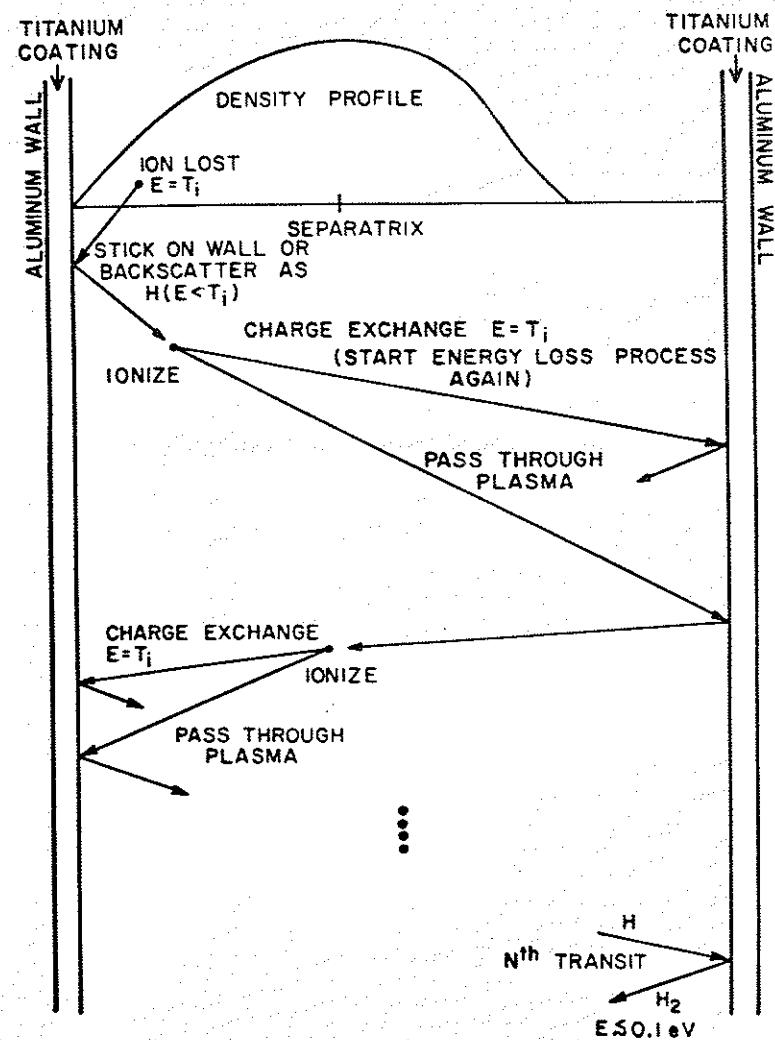 TITANIUM
COATING
TITANIUM
COATING
ALUMINUM WALL
ALUMINUM WALL
DENSITY PROFILE
ION LOST
E=Ti
SEPARATRIX
STICK ON WALL OR
BACKSCATTER AS
H(E<Ti)
CHARGE EXCHANGE E=Ti
(START ENERGY LOSS PROCESS
AGAIN)
IONIZE
PASS THROUGH
PLASMA
CHARGE EXCHANGE
E=Ti
IONIZE
PASS THROUGH
PLASMA
H
Nth TRANSIT
H2
E≲0.1 eV